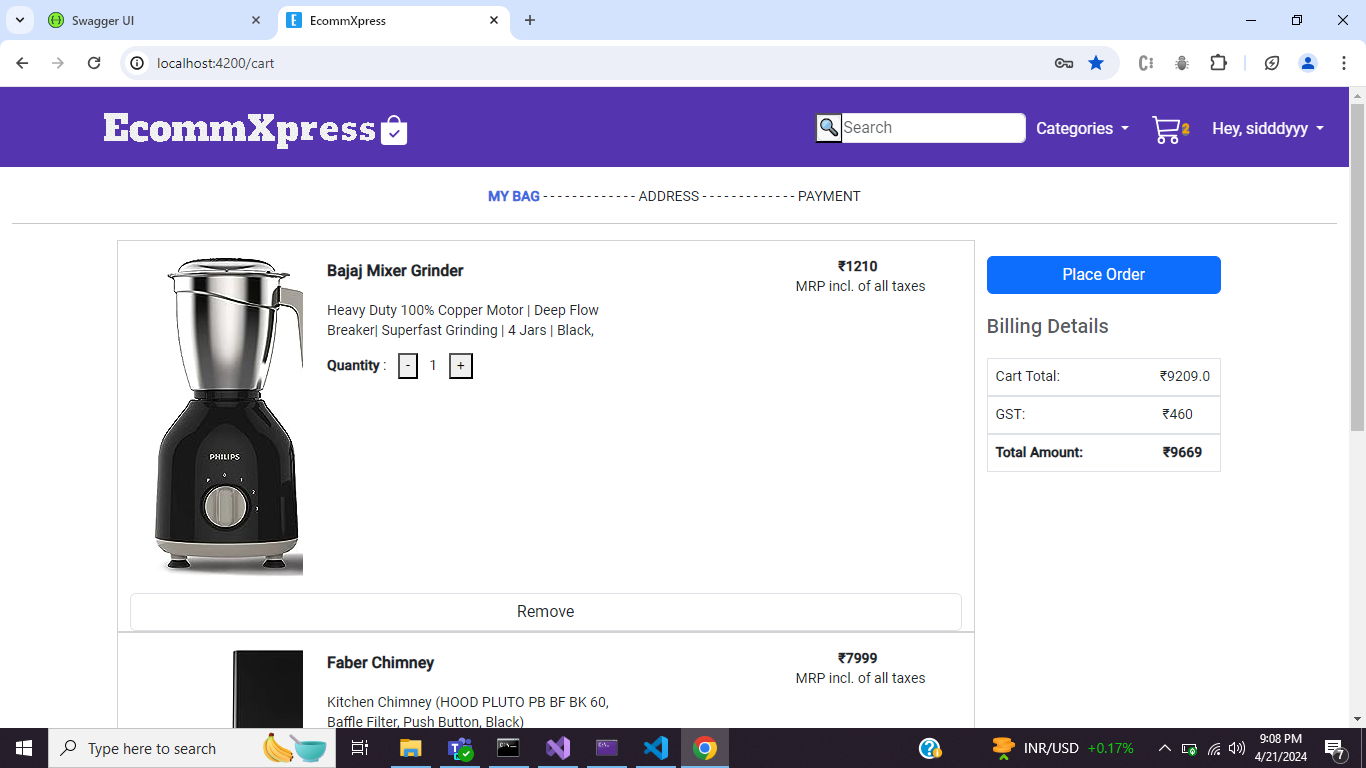 Swagger UI
EcommXpress
localhost:4200/cart
EcommXpress
Search
Categories
2
Hey, sidddyyy
MY BAG - - - - - - - - - - - - - ADDRESS - - - - - - - - - - - - - PAYMENT
Bajaj Mixer Grinder
₹1210
MRP incl. of all taxes
Heavy Duty 100% Copper Motor | Deep Flow
Breaker| Superfast Grinding | 4 Jars | Black,
Quantity : - 1 +
PHILIPS
P 0 1 2 3
Remove
Faber Chimney
₹7999
MRP incl. of all taxes
Kitchen Chimney (HOOD PLUTO PB BF BK 60,
Baffle Filter, Push Button, Black)
Place Order
Billing Details
Cart Total: ₹9209.0
GST: ₹460
Total Amount: ₹9669
Type here to search
INR/USD +0.17%
9:08 PM
4/21/2024
7